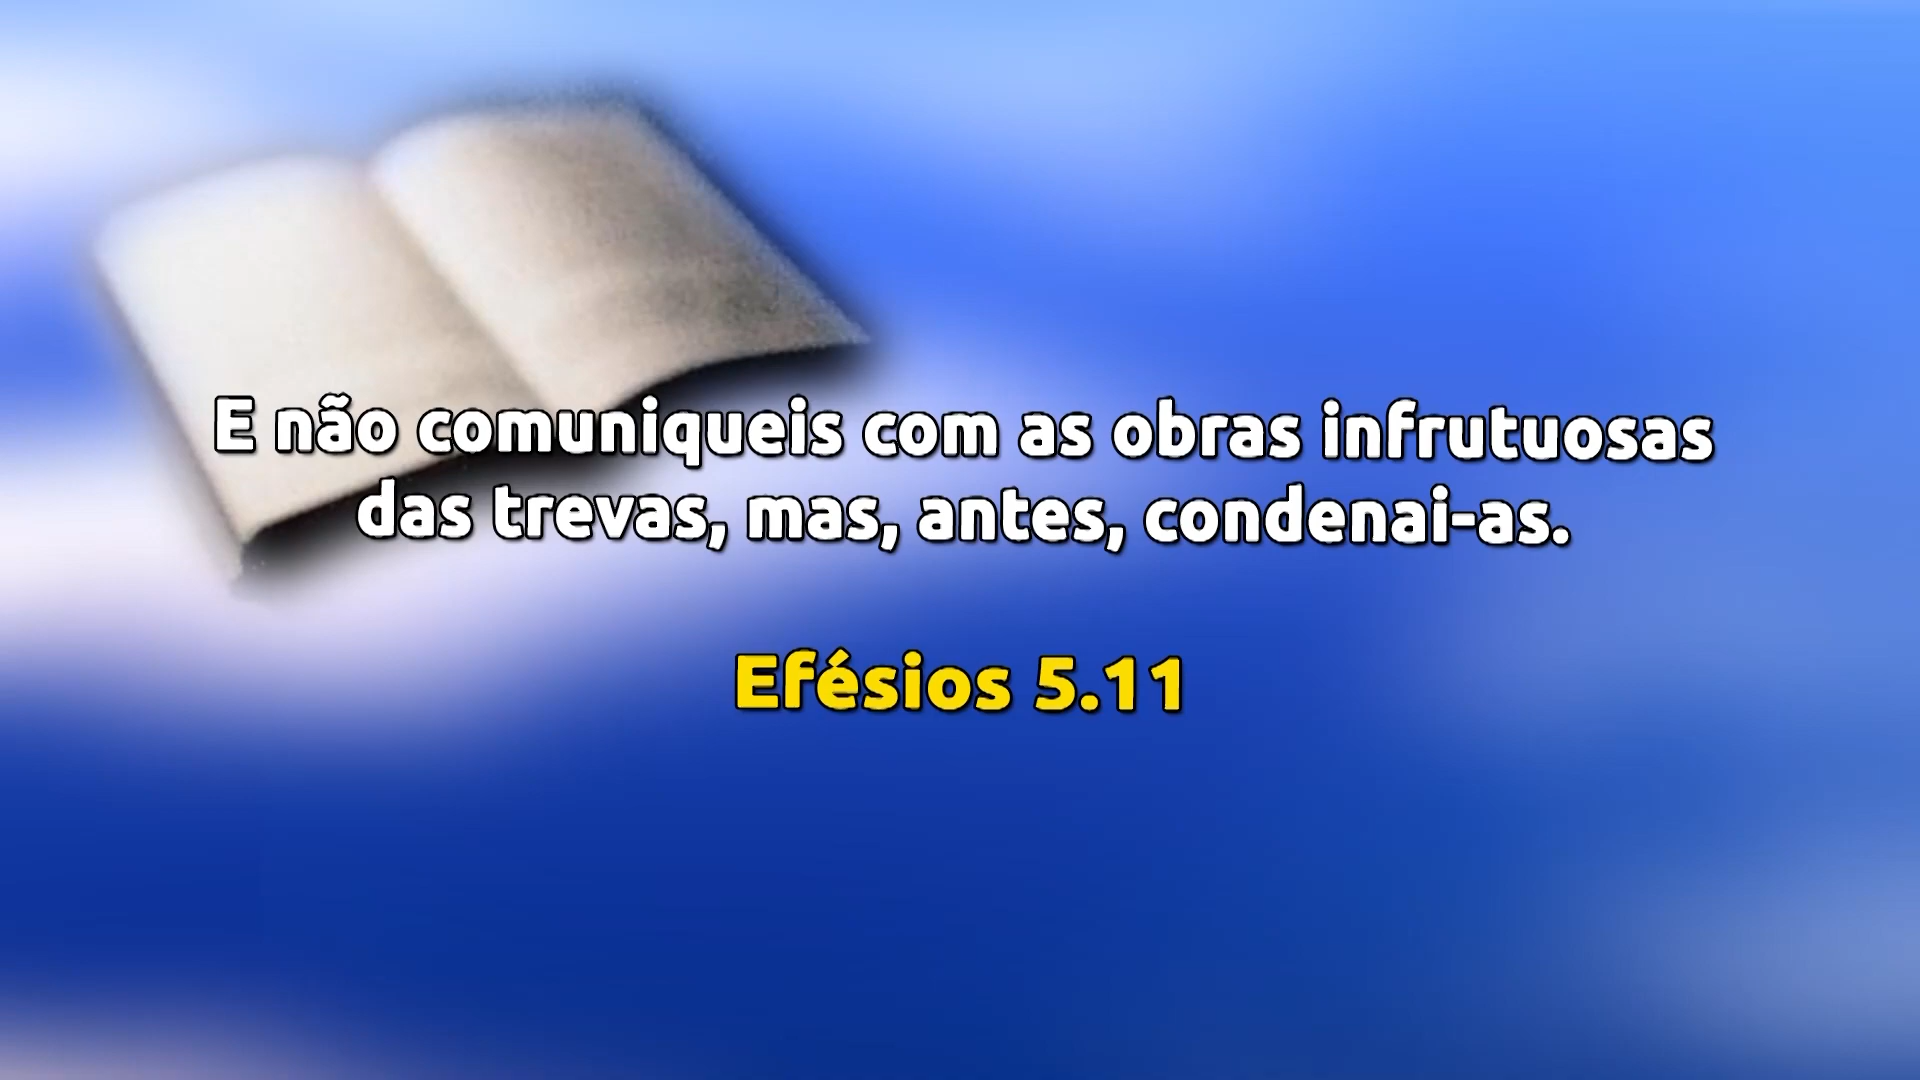 E não comuniqueis com as obras infrutuosas
das trevas, mas, antes, condenai-as.
Efésios 5.11